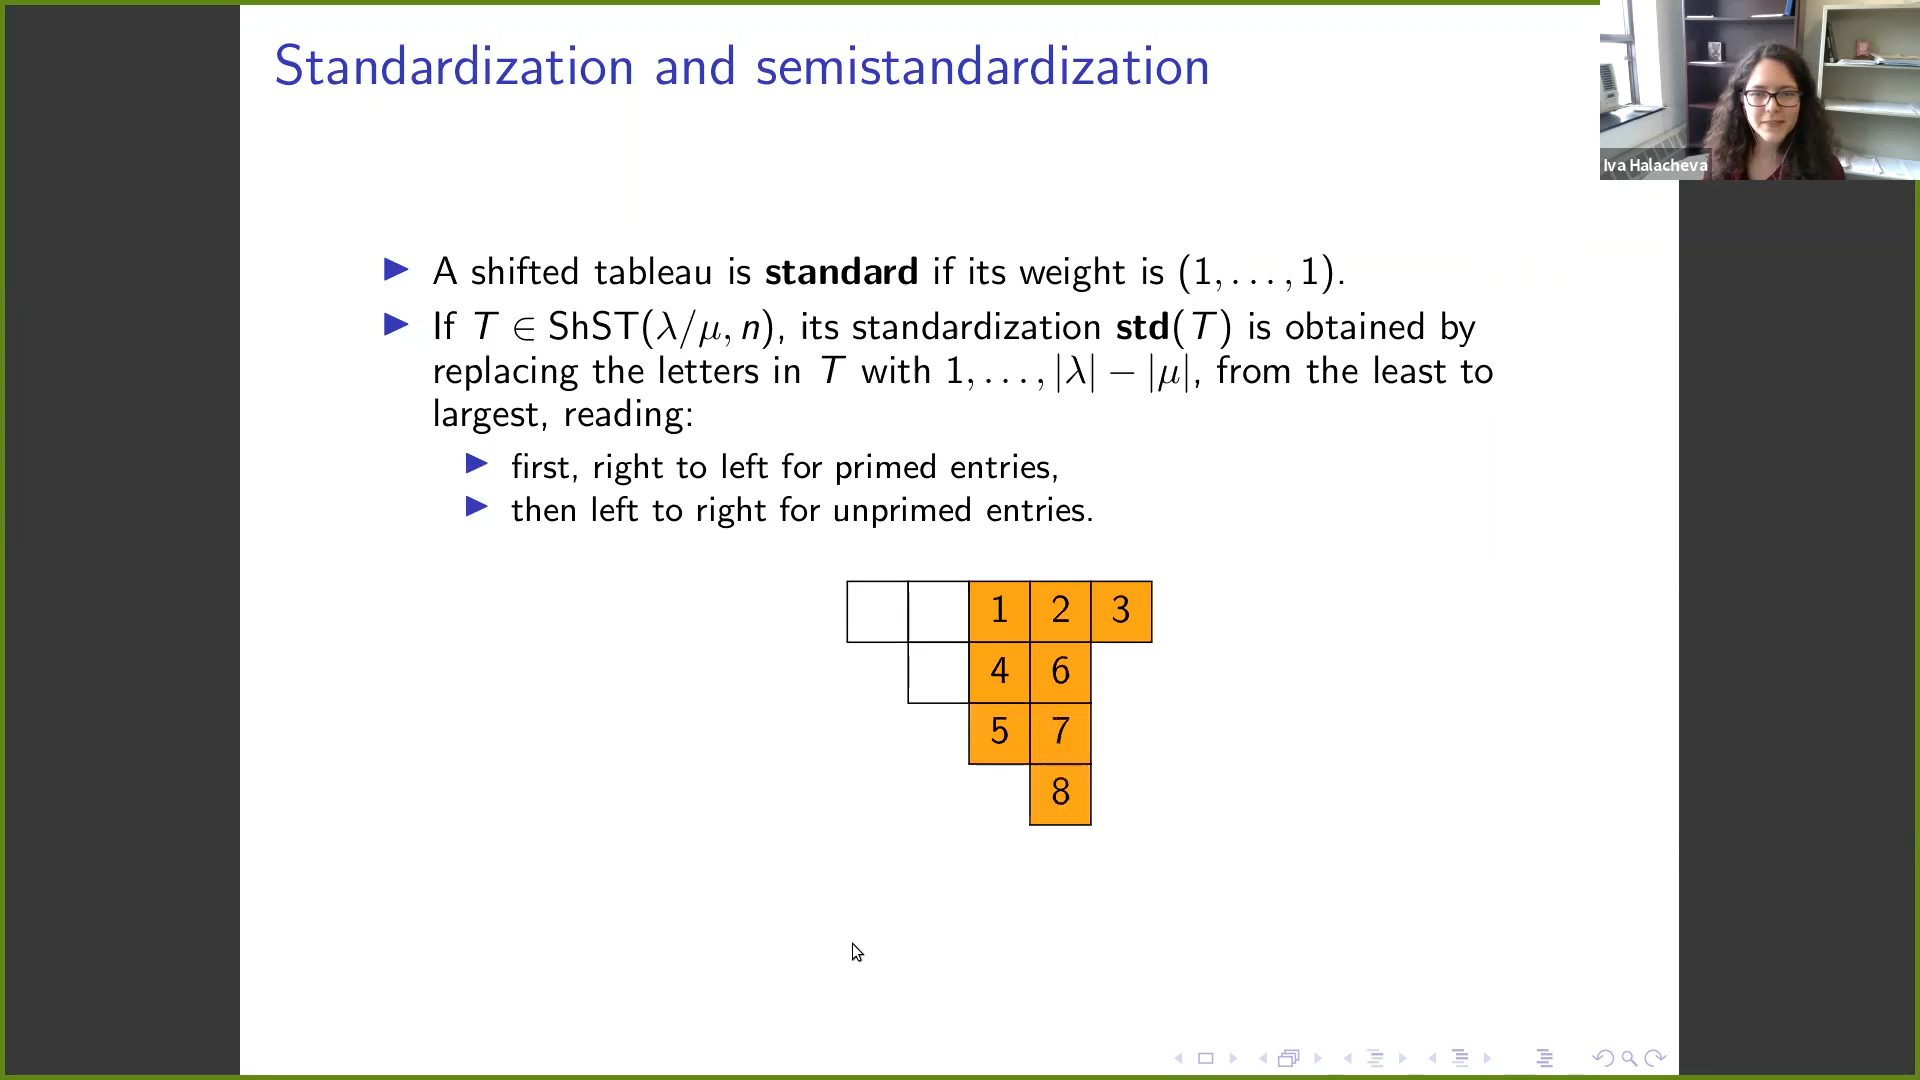 Standardization and semistandardization
Iva Halacheva
A shifted tableau is standard if its weight is (1, . . . , 1).
If T ∈ ShST(λ/μ, n), its standardization std(T) is obtained by
replacing the letters in T with 1, . . . , |λ| − |μ|, from the least to
largest, reading:
first, right to left for primed entries,
then left to right for unprimed entries.
1 2 3
4 6
5 7
8